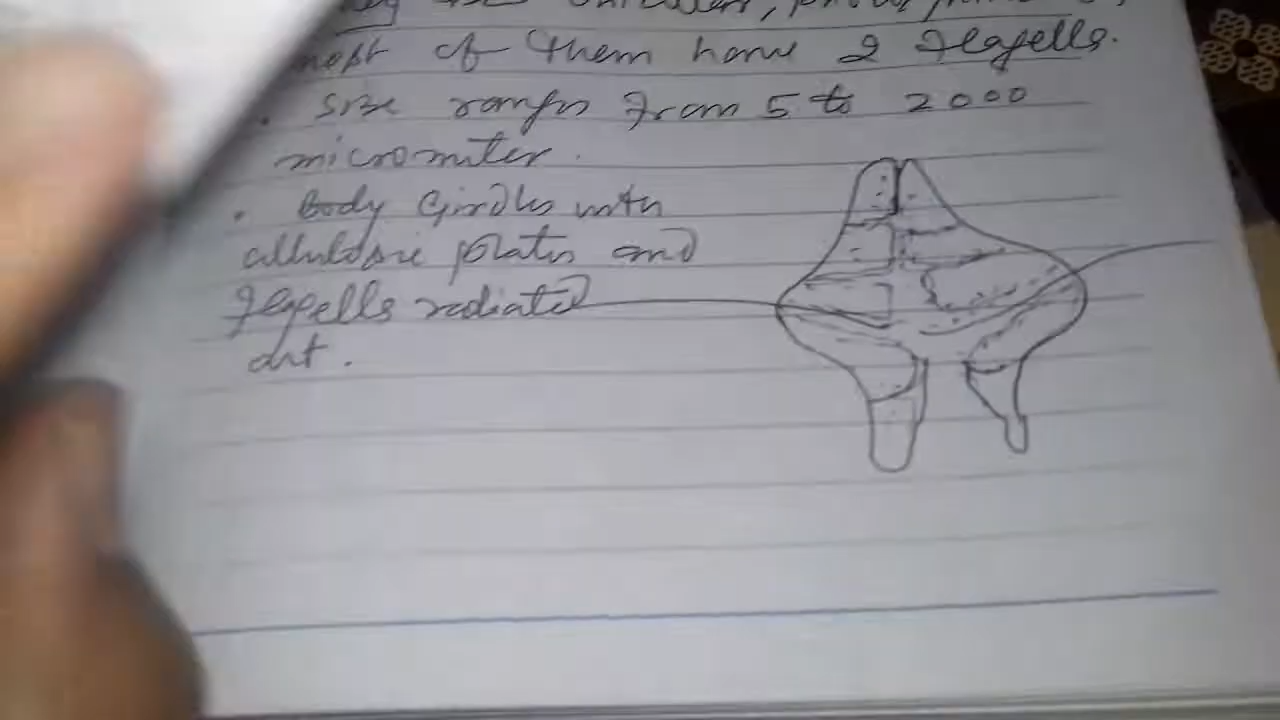 of them have 2 flagella.
. Size ranges from 5 to 2000
micrometer.
. Body Girdles with
cellulosic plates and
flagella radiated
out.